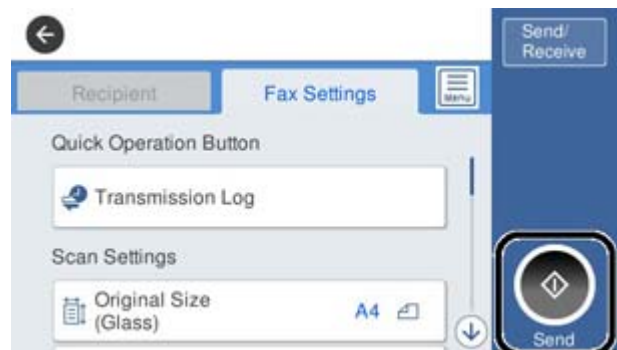 Send/
Receive
Recipient
Fax Settings
Menu
Quick Operation Button
Transmission Log
Scan Settings
Original Size
(Glass)
A4
Send